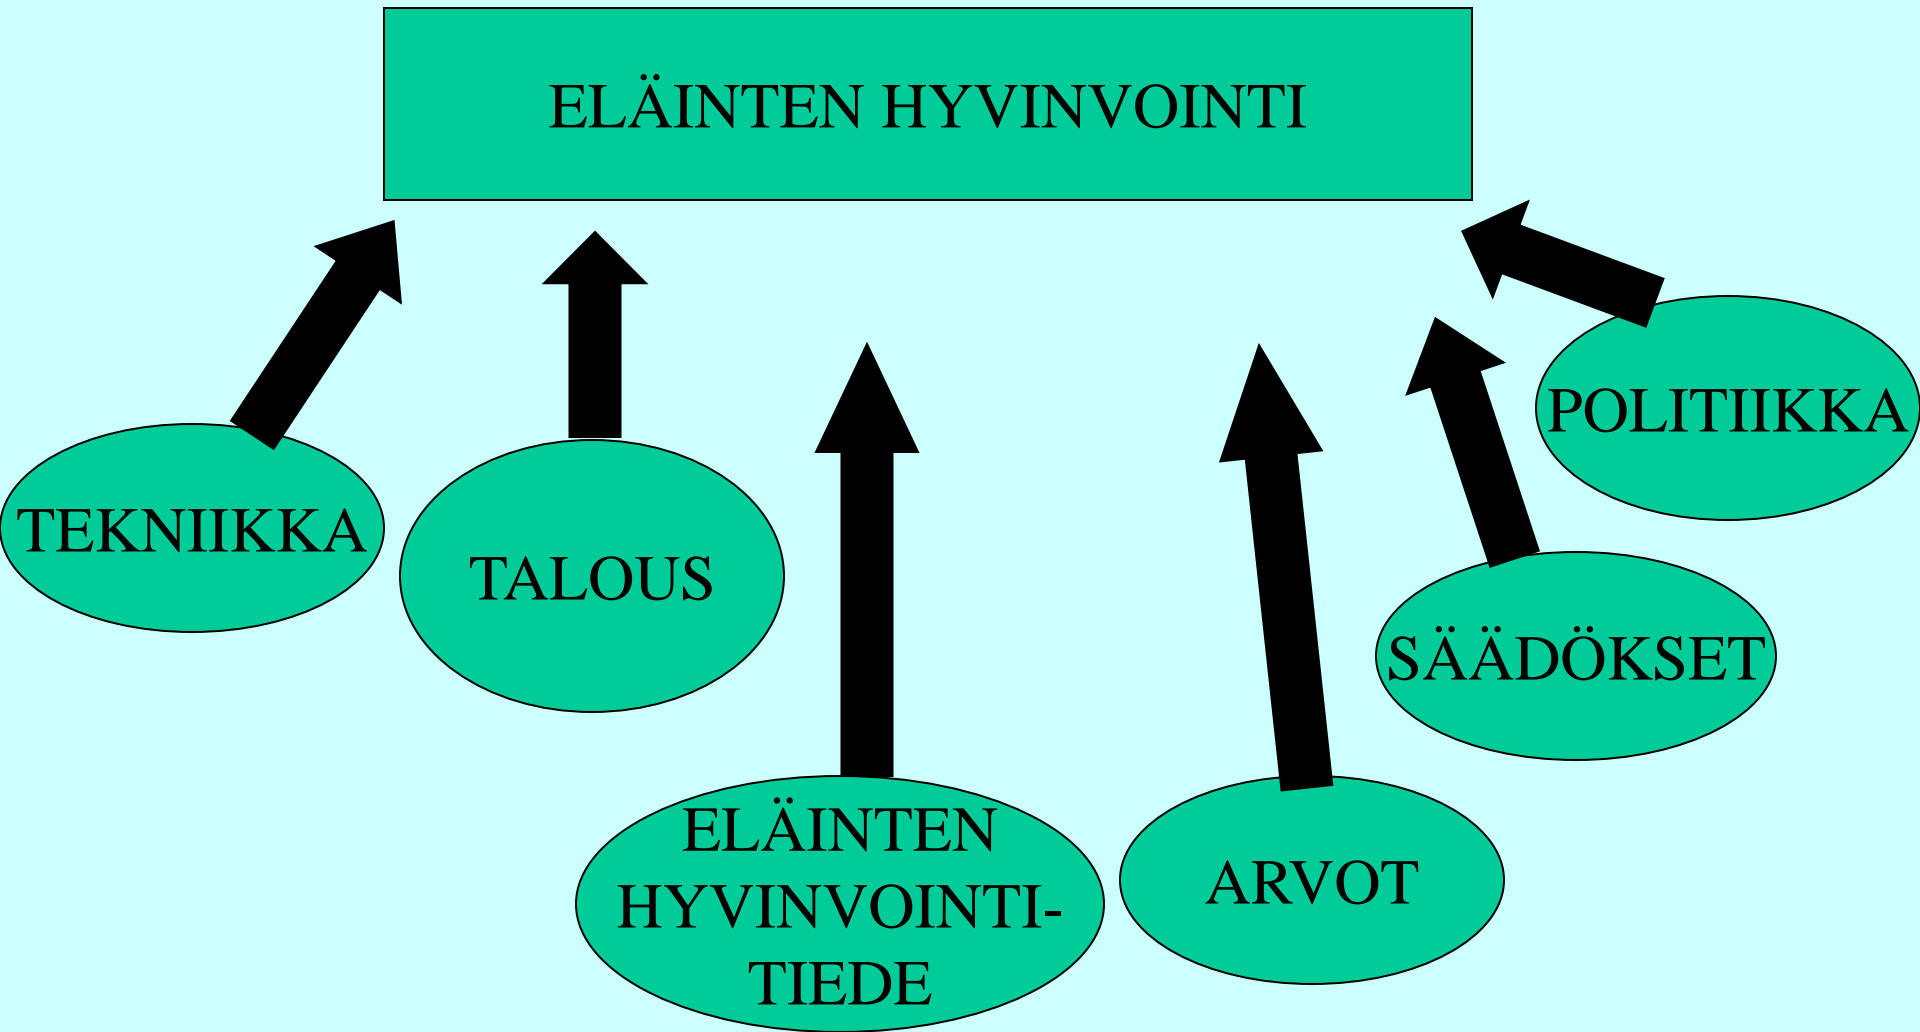 ELÄINTEN HYVINVOINTI
POLITIIKKA
TEKNIIKKA
TALOUS
SÄÄDÖKSET
ELÄINTEN
HYVINVOINTI-
TIEDE
ARVOT